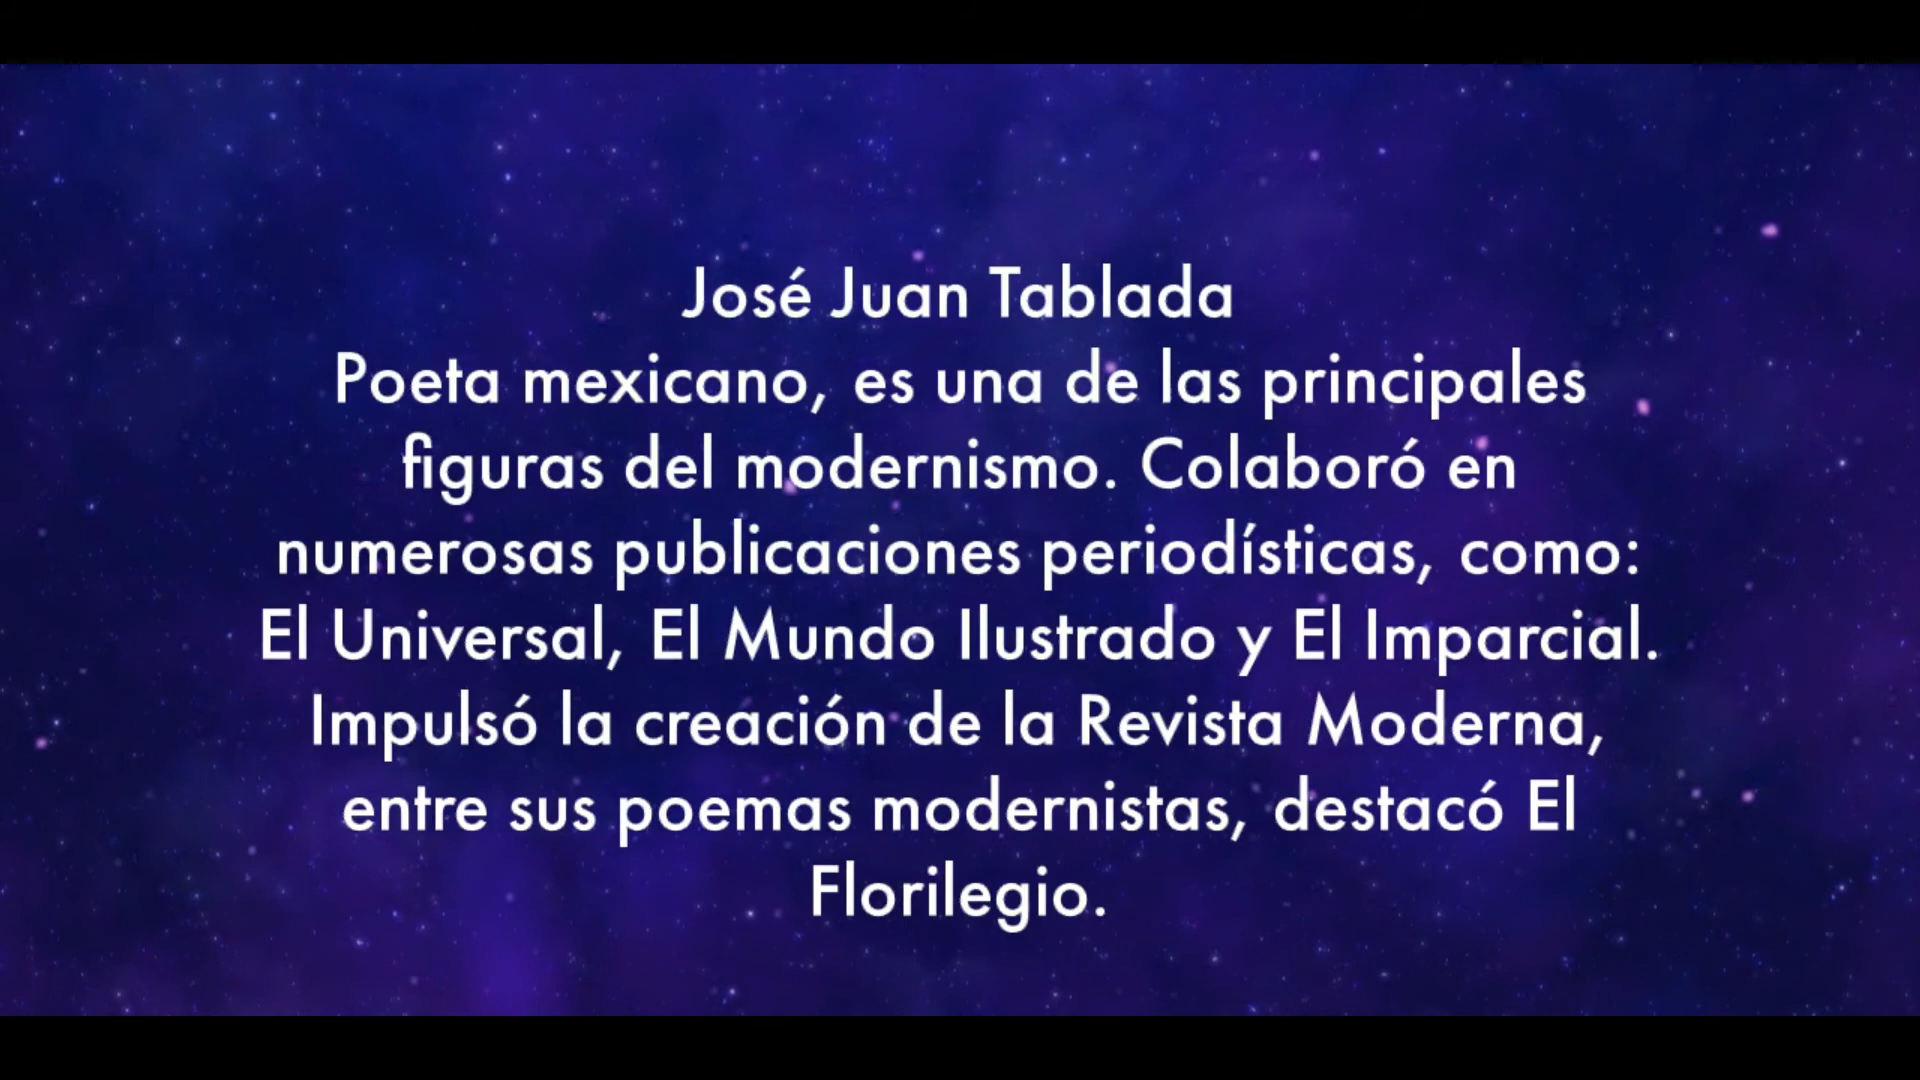 José Juan Tablada
Poeta mexicano, es una de las principales
figuras del modernismo. Colaboró en
numerosas publicaciones periodísticas, como:
El Universal, El Mundo Ilustrado y El Imparcial.
Impulsó la creación de la Revista Moderna,
entre sus poemas modernistas, destacó El
Florilegio.